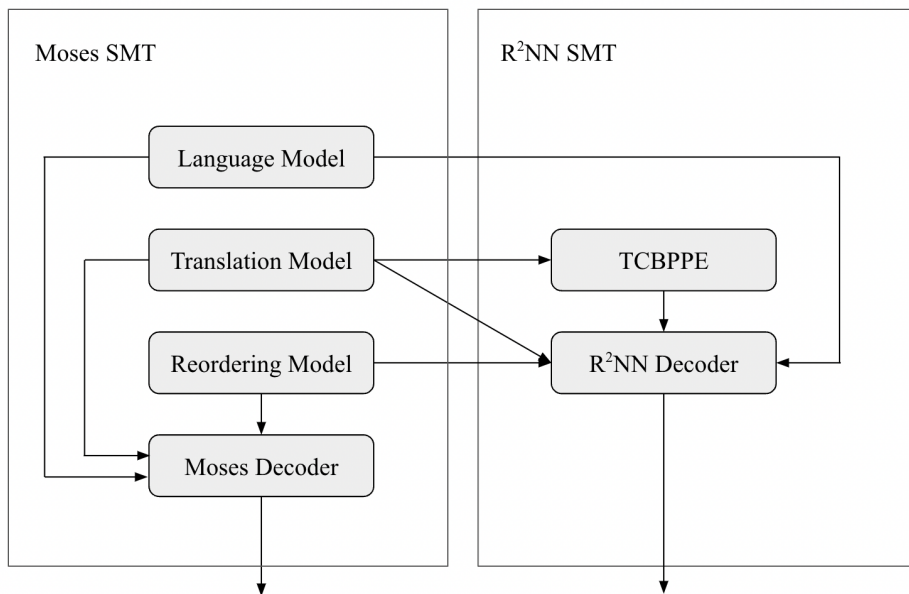 Moses SMT
R²NN SMT
Language Model
Translation Model
TCBPPE
Reordering Model
R²NN Decoder
Moses Decoder